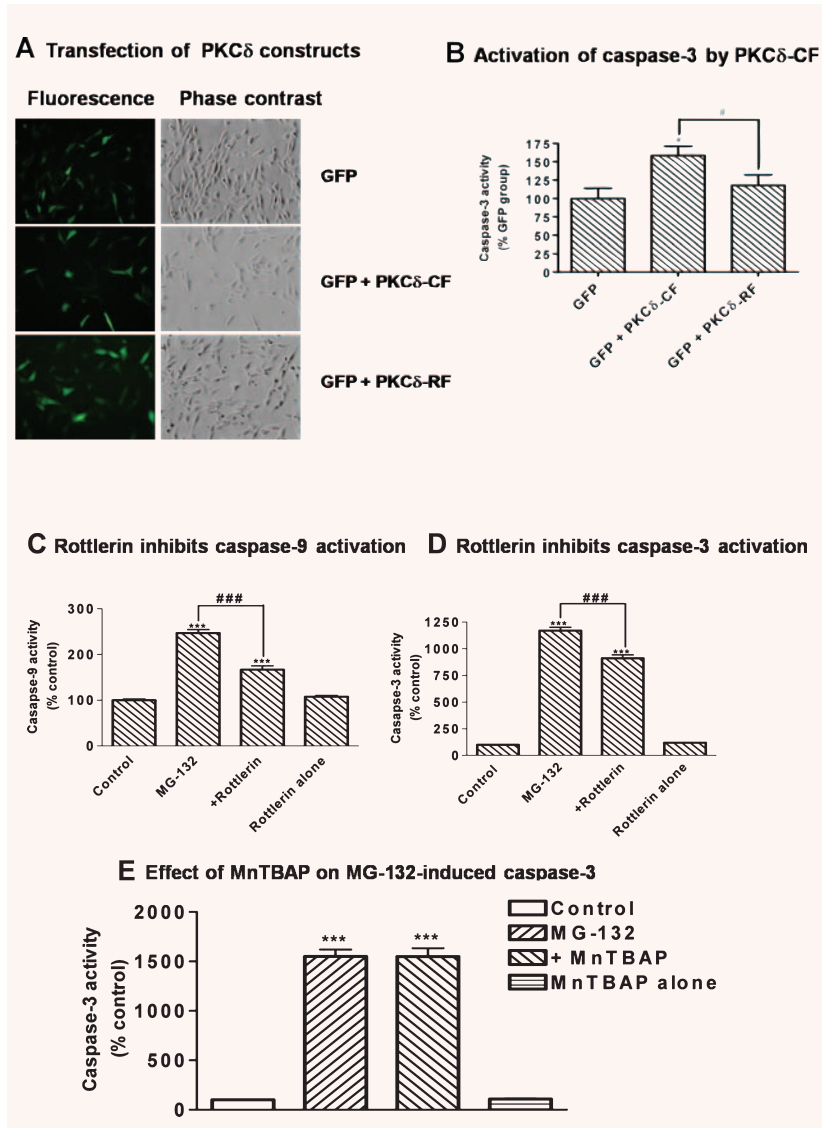 A Transfection of PKCδ constructs
Fluorescence Phase contrast
GFP
GFP + PKCδ-CF
GFP + PKCδ-RF
B Activation of caspase-3 by PKCδ-CF
#
*
Caspase-3 activity
(% GFP group)
175
150
125
100
75
50
25
0
GFP
GFP + PKCδ-CF
GFP + PKCδ-RF
C Rottlerin inhibits caspase-9 activation
###
***
***
Casapse-9 activity
(% control)
300
200
100
0
Control
MG-132
+Rottlerin
Rottlerin alone
D Rottlerin inhibits caspase-3 activation
###
***
***
Casapse-3 activity
(% control)
1250
1000
750
500
250
0
Control
MG-132
+Rottlerin
Rottlerin alone
E Effect of MnTBAP on MG-132-induced caspase-3
Caspase-3 activity
(% control)
2000
1500
1000
500
0
***
***
Control
MG-132
+ MnTBAP
MnTBAP alone